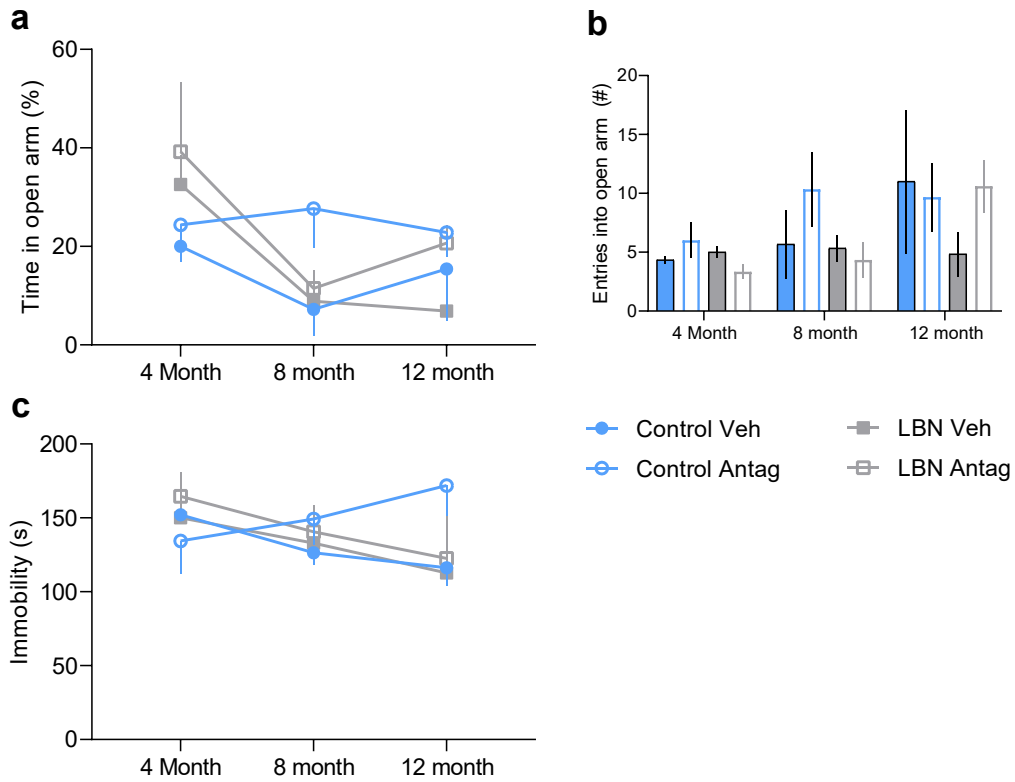 a
Time in open arm (%)
60
40
20
0
4 Month 8 month 12 month
b
Entries into open arm (#)
20
15
10
5
0
4 Month 8 month 12 month
c
Immobility (s)
200
150
100
50
0
4 Month 8 month 12 month
Control Veh LBN Veh
Control Antag LBN Antag